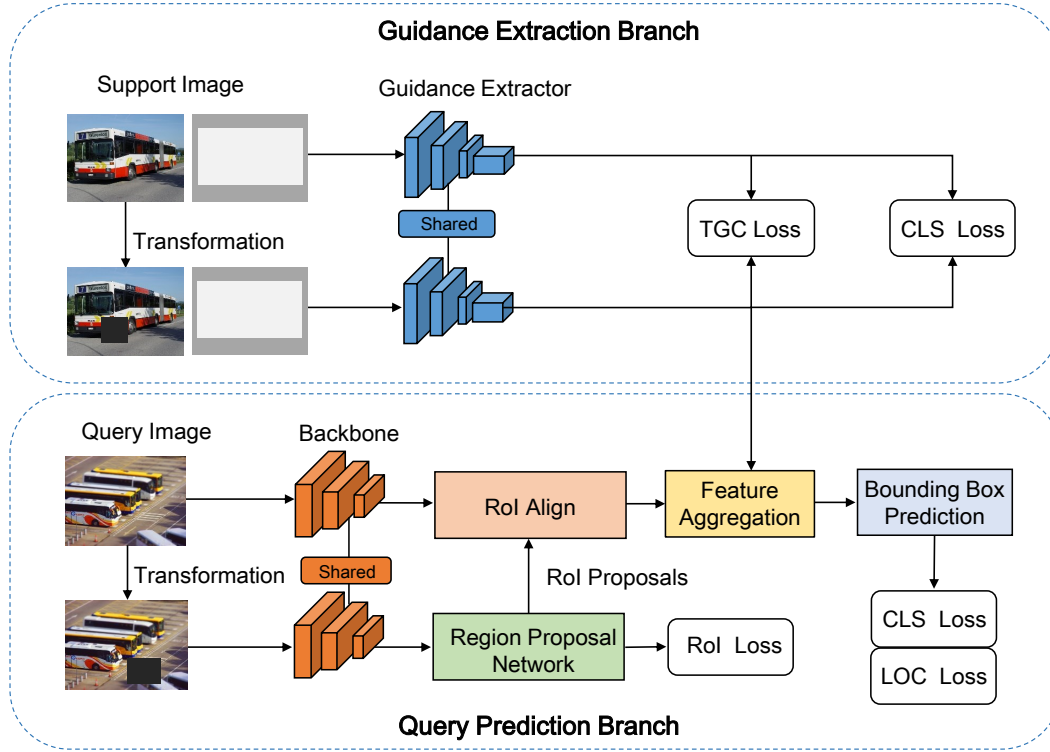 Guidance Extraction Branch
Support Image
Guidance Extractor
Shared
TGC Loss
CLS Loss
Transformation
Query Image
Backbone
RoI Align
Feature
Aggregation
Bounding Box
Prediction
Transformation
Shared
RoI Proposals
Region Proposal
Network
RoI Loss
CLS Loss
LOC Loss
Query Prediction Branch